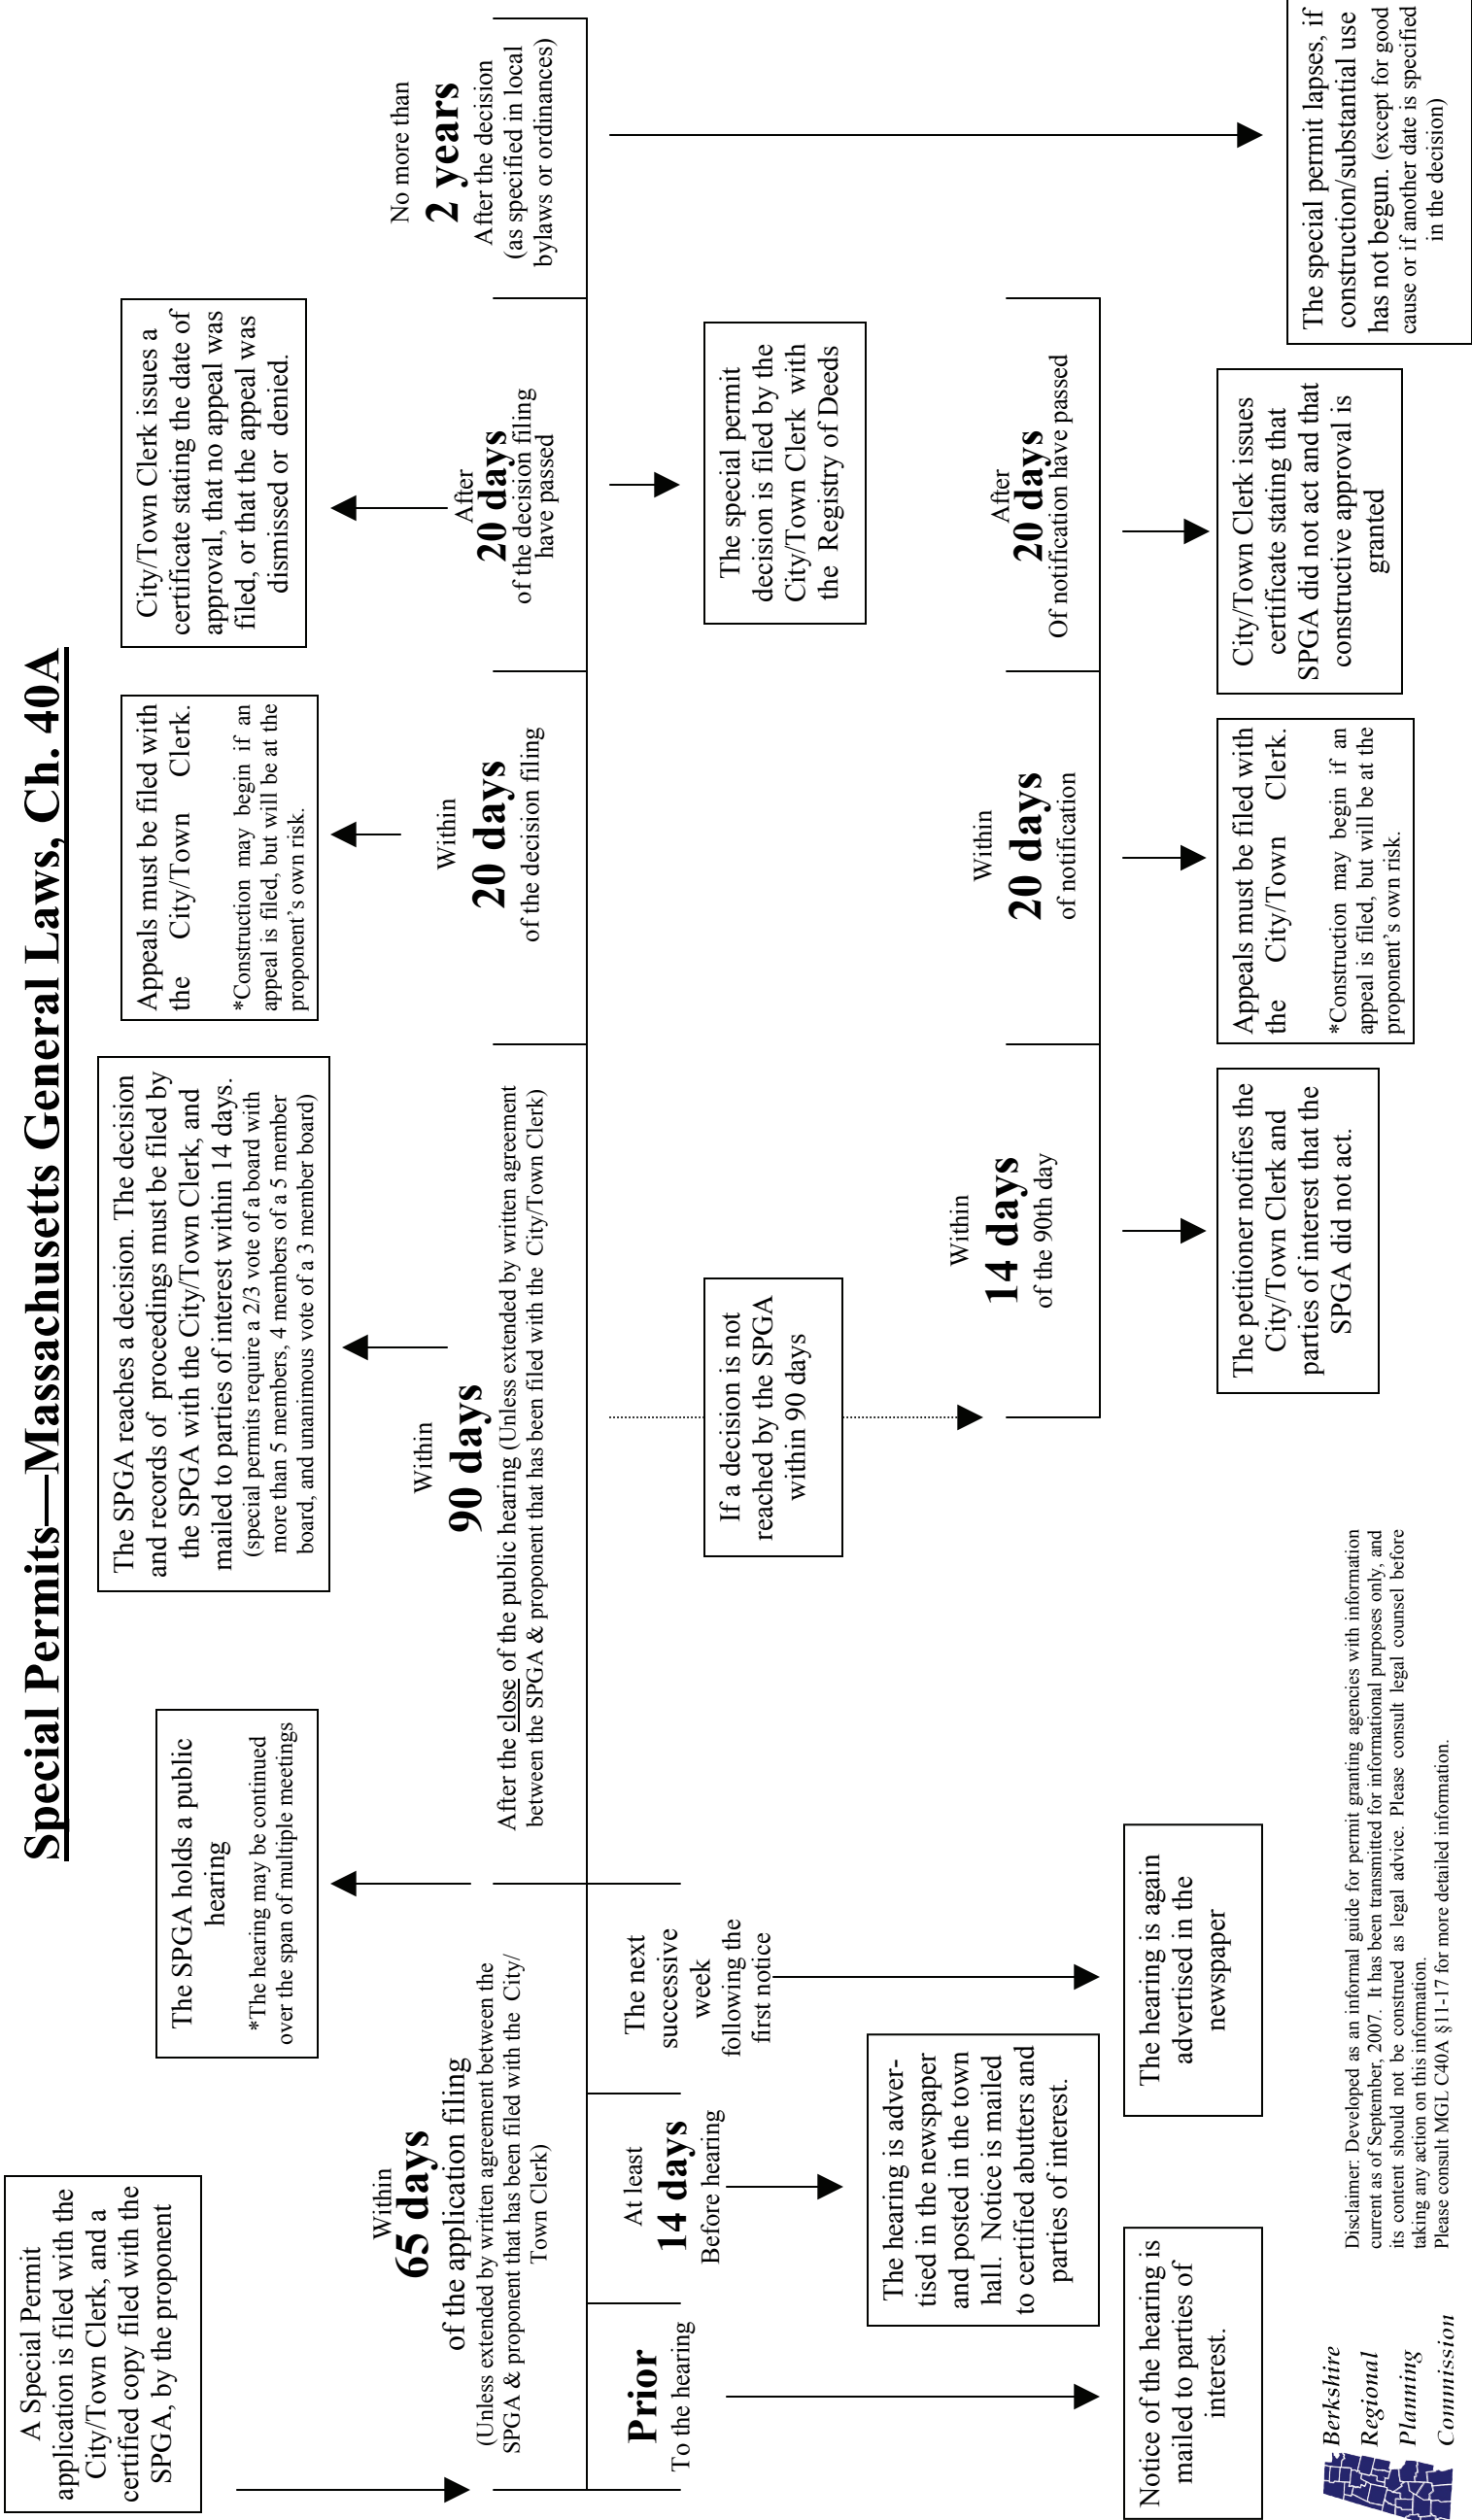 Special Permits—Massachusetts General Laws, Ch. 40A
A Special Permit
application is filed with the
City/Town Clerk, and a
certified copy filed with the
SPGA, by the proponent
The SPGA holds a public
hearing
*The hearing may be continued
over the span of multiple meetings
The SPGA reaches a decision. The decision
and records of proceedings must be filed by
the SPGA with the City/Town Clerk, and
mailed to parties of interest within 14 days.
(special permits require a 2/3 vote of a board with
more than 5 members, 4 members of a 5 member
board, and unanimous vote of a 3 member board)
Appeals must be filed with
the City/Town Clerk.
*Construction may begin if an
appeal is filed, but will be at the
proponent's own risk.
City/Town Clerk issues a
certificate stating the date of
approval, that no appeal was
filed, or that the appeal was
dismissed or denied.
Within
65 days
of the application filing
(Unless extended by written agreement between the
SPGA & proponent that has been filed with the City/
Town Clerk)
Within
90 days
After the close of the public hearing (Unless extended by written agreement
between the SPGA & proponent that has been filed with the City/Town Clerk)
Within
20 days
of the decision filing
After
20 days
of the decision filing
have passed
No more than
2 years
After the decision
(as specified in local
bylaws or ordinances)
Prior
To the hearing
At least
14 days
Before hearing
The next
successive
week
following the
first notice
If a decision is not
reached by the SPGA
within 90 days
The special permit
decision is filed by the
City/Town Clerk with
the Registry of Deeds
The hearing is adver-
tised in the newspaper
and posted in the town
hall. Notice is mailed
to certified abutters and
parties of interest.
Within
14 days
of the 90th day
Within
20 days
of notification
After
20 days
Of notification have passed
Notice of the hearing is
mailed to parties of
interest.
The hearing is again
advertised in the
newspaper
The petitioner notifies the
City/Town Clerk and
parties of interest that the
SPGA did not act.
Appeals must be filed with
the City/Town Clerk.
*Construction may begin if an
appeal is filed, but will be at the
proponent's own risk.
City/Town Clerk issues
certificate stating that
SPGA did not act and that
constructive approval is
granted
The special permit lapses, if
construction/substantial use
has not begun. (except for good
cause or if another date is specified
in the decision)
Berkshire
Regional
Planning
Commission
Disclaimer: Developed as an informal guide for permit granting agencies with information
current as of September, 2007. It has been transmitted for informational purposes only, and
its content should not be construed as legal advice. Please consult legal counsel before
taking any action on this information.
Please consult MGL C40A §11-17 for more detailed information.